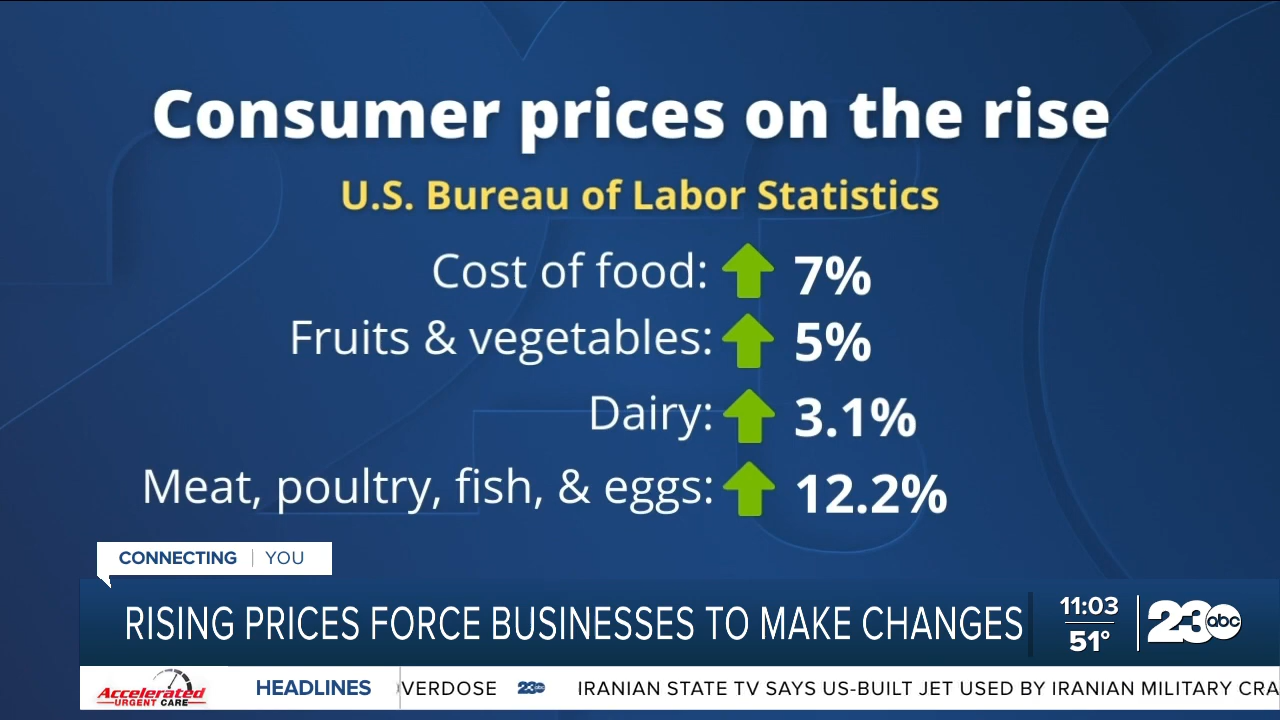 Consumer prices on the rise
U.S. Bureau of Labor Statistics
Cost of food: 7%
Fruits & vegetables: 5%
Dairy: 3.1%
Meat, poultry, fish, & eggs: 12.2%
CONNECTING | YOU
RISING PRICES FORCE BUSINESSES TO MAKE CHANGES
11:03
51°
23 abc
Accelerated
URGENT CARE
HEADLINES
VERDOSE 23 abc IRANIAN STATE TV SAYS US-BUILT JET USED BY IRANIAN MILITARY CRA